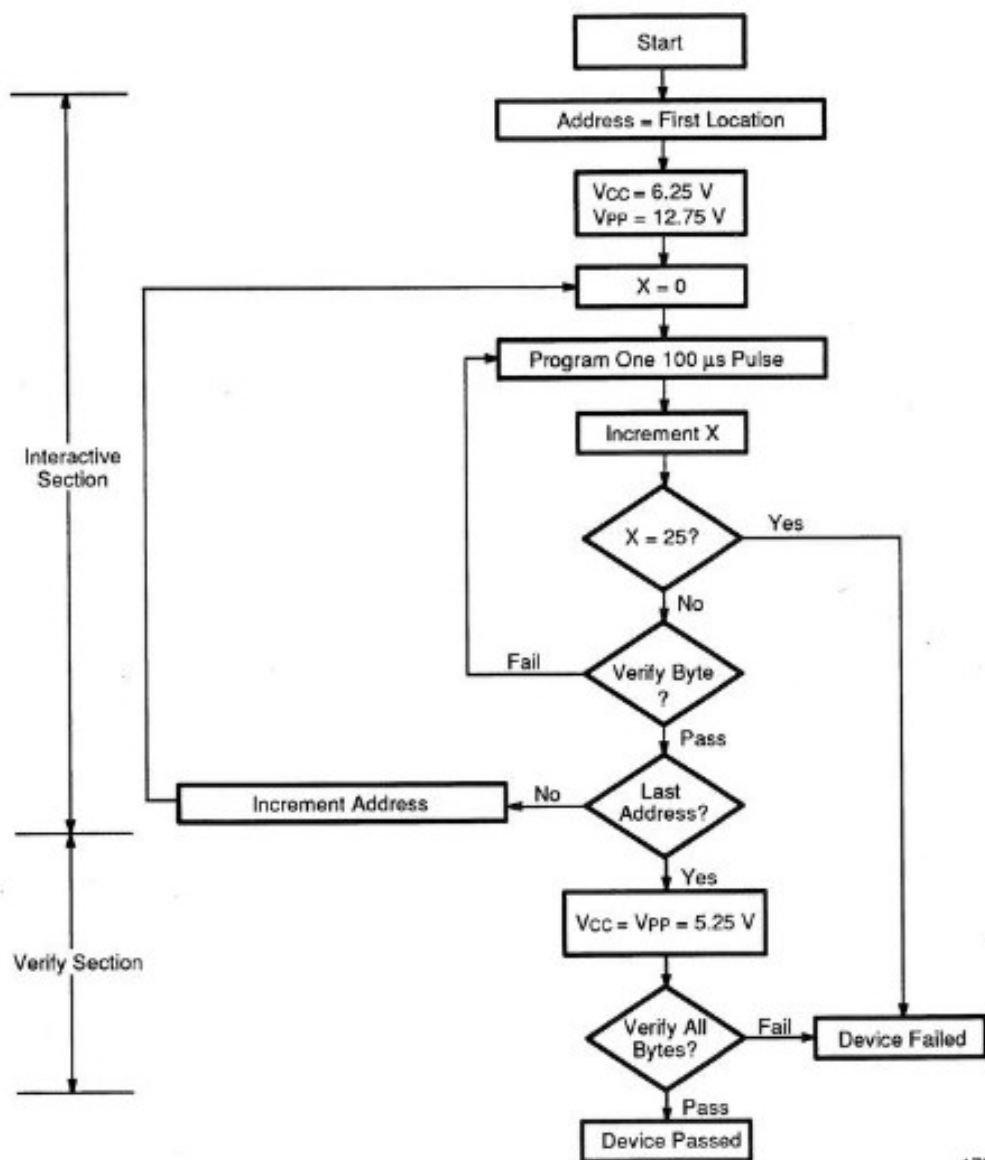 Start
Address = First Location
VCC = 6.25 V
VPP = 12.75 V
X = 0
Program One 100 μs Pulse
Increment X
Interactive
Section
X = 25?
Yes
No
Fail
Verify Byte
?
Pass
Increment Address
No
Last
Address?
Yes
VCC = VPP = 5.25 V
Verify Section
Verify All
Bytes?
Fail
Device Failed
Pass
Device Passed